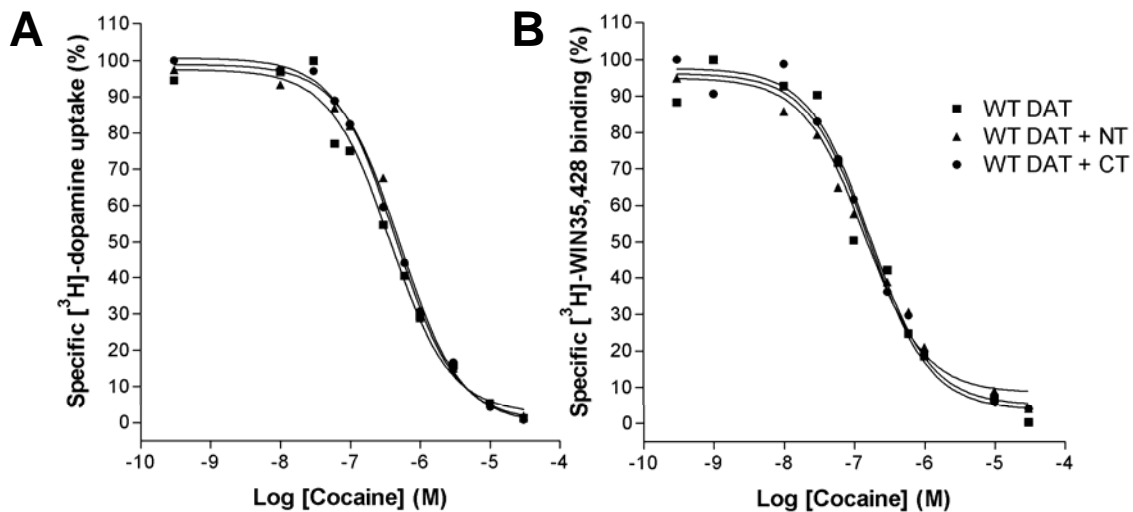 A
Specific [³H]-dopamine uptake (%)
110
100
90
80
70
60
50
40
30
20
10
0
-10 -9 -8 -7 -6 -5 -4
Log [Cocaine] (M)
B
Specific [³H]-WIN35,428 binding (%)
110
100
90
80
70
60
50
40
30
20
10
0
-10 -9 -8 -7 -6 -5 -4
Log [Cocaine] (M)
WT DAT
WT DAT + NT
WT DAT + CT